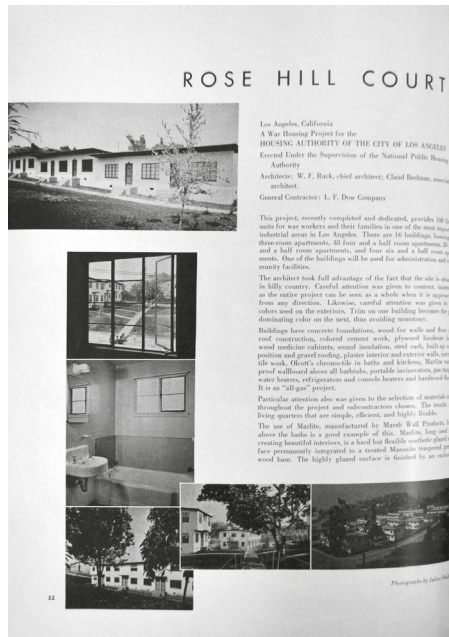 ROSE HILL COURT
Los Angeles, California
A War Housing Project for the
HOUSING AUTHORITY OF THE CITY OF LOS ANGELES
Erected Under the Supervision of the National Public Housing
Authority
Architects: W. F. Ruck, chief architect; Claud Beelman,
architect.
General Contractor: L. F. Dow Company
This project, recently completed and dedicated, provides 100
units for war workers and their families in one of the most
industrial areas in Los Angeles. There are 16 buildings,
three-room apartments, 48 four and a half room apartments,
and a half room apartments, and four six and a half room
ments. One of the buildings will be used for administration and
munity facilities.
The architect took full advantage of the fact that the site is
in hilly country. Careful attention was given to contour,
as the entire project can be seen as a whole when it is
from any direction. Likewise, careful attention was given to
colors used on the exteriors. Trim on one building becomes the
dominating color on the next, thus avoiding monotony.
Buildings have concrete foundations, wood for walls and floor
roof construction, colored cement work, plywood
wood medicine cabinets, sound insulation, steel sash, built-up
position and gravel roofing, plaster interior and exterior walls,
tile work, Olcott's chromo-tile in baths and kitchens, Marlite
proof wallboard above all bathtubs, portable incinerators, gas
water heaters, refrigerators and console heaters and hardwood
It is an "all-gas" project.
Particular attention also was given to the selection of materials
throughout the project and subcontractors chosen. The
living quarters that are simple, efficient, and highly livable.
The use of Marlite, manufactured by Marsh Wall Products,
above the baths is a good example of this. Marlite, long used
creating beautiful interiors, is a hard but flexible synthetic
face permanently integrated to a treated Masonite tempered
wood base. The highly glazed surface is finished by an
Photographs by
32